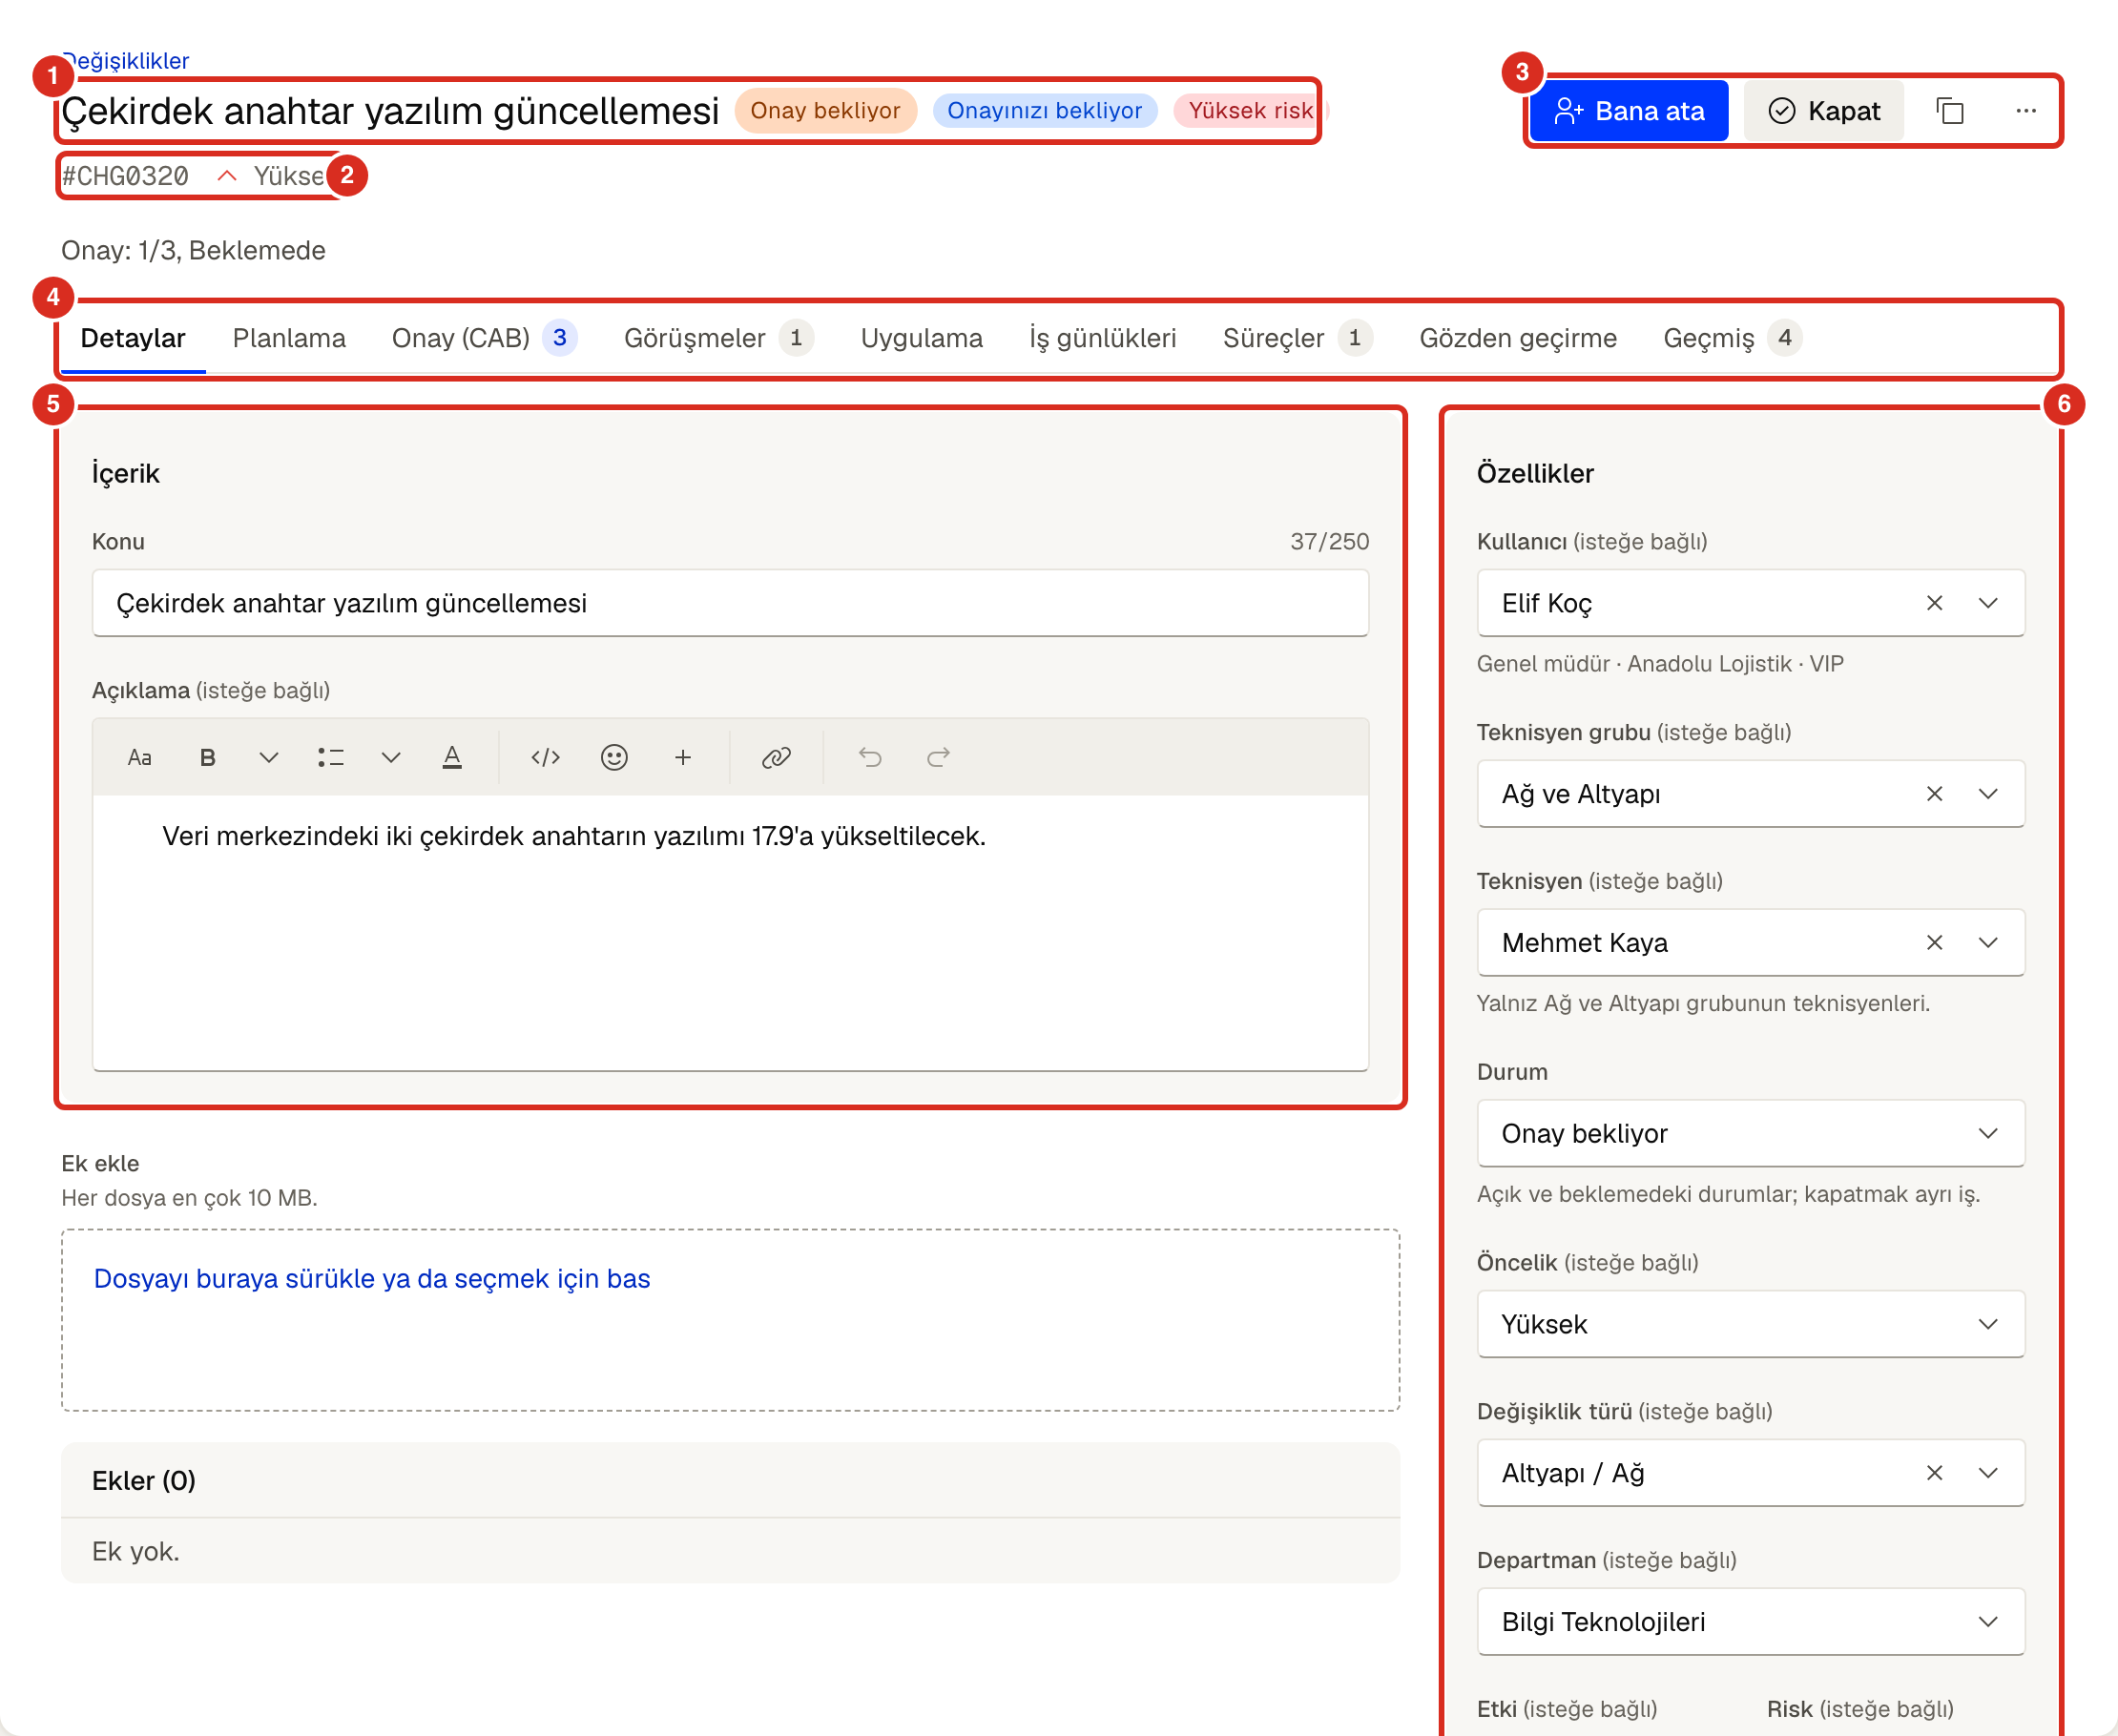 Değişiklikler
1
Çekirdek anahtar yazılım güncellemesi Onay bekliyor Onayınızı bekliyor Yüksek risk
3
Bana ata Kapat
#CHG0320 2
Onay: 1/3, Beklemede
4
Detaylar Planlama Onay (CAB) 3 Görüşmeler 1 Uygulama İş günlükleri Süreçler 1 Gözden geçirme Geçmiş 4
5
İçerik
Konu 37/250
Çekirdek anahtar yazılım güncellemesi
Açıklama (isteğe bağlı)
Aa B A </>
Veri merkezindeki iki çekirdek anahtarın yazılımı 17.9'a yükseltilecek.
Ek ekle
Her dosya en çok 10 MB.
Dosyayı buraya sürükle ya da seçmek için bas
Ekler (0)
Ek yok.
6
Özellikler
Kullanıcı (isteğe bağlı)
Elif Koç
Genel müdür · Anadolu Lojistik · VIP
Teknisyen grubu (isteğe bağlı)
Ağ ve Altyapı
Teknisyen (isteğe bağlı)
Mehmet Kaya
Yalnız Ağ ve Altyapı grubunun teknisyenleri.
Durum
Onay bekliyor
Açık ve beklemedeki durumlar; kapatmak ayrı iş.
Öncelik (isteğe bağlı)
Yüksek
Değişiklik türü (isteğe bağlı)
Altyapı / Ağ
Departman (isteğe bağlı)
Bilgi Teknolojileri
Etki (isteğe bağlı) Risk (isteğe bağlı)